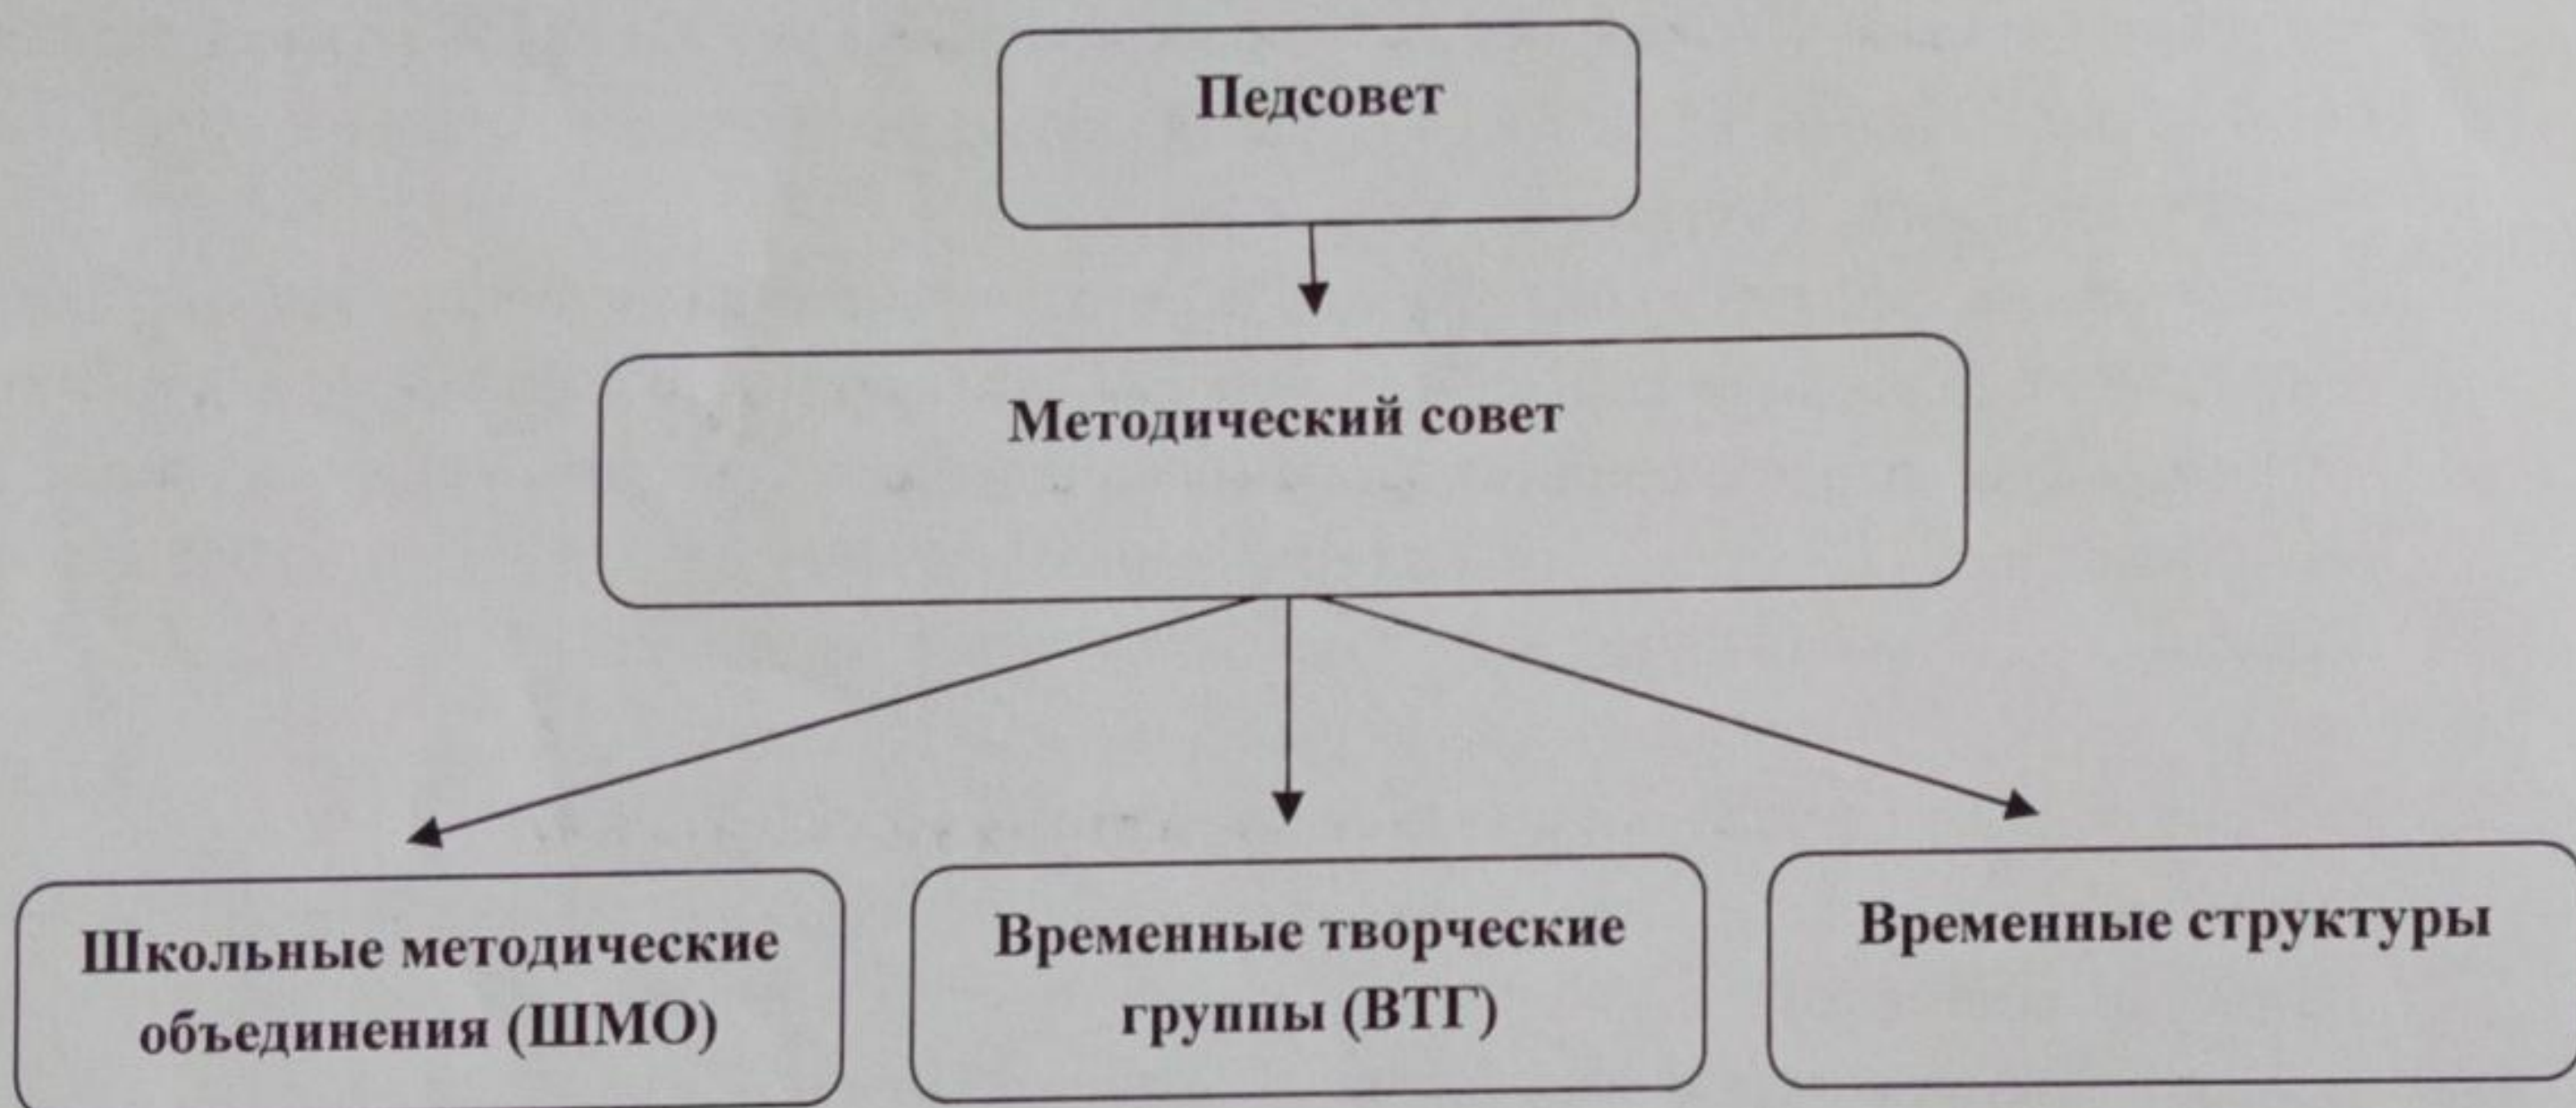 Педсовет
Методический совет
Школьные методические
объединения (ШМО)
Временные творческие
группы (ВТГ)
Временные структуры